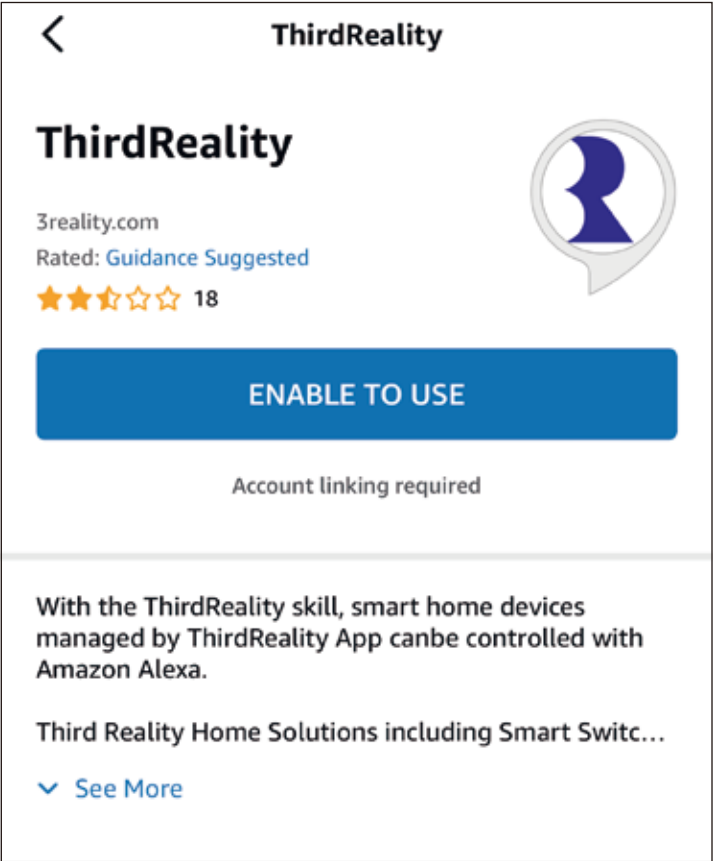 ThirdReality
ThirdReality
3reality.com
Rated: Guidance Suggested
18
ENABLE TO USE
Account linking required
With the ThirdReality skill, smart home devices
managed by ThirdReality App canbe controlled with
Amazon Alexa.
Third Reality Home Solutions including Smart Switc...
See More